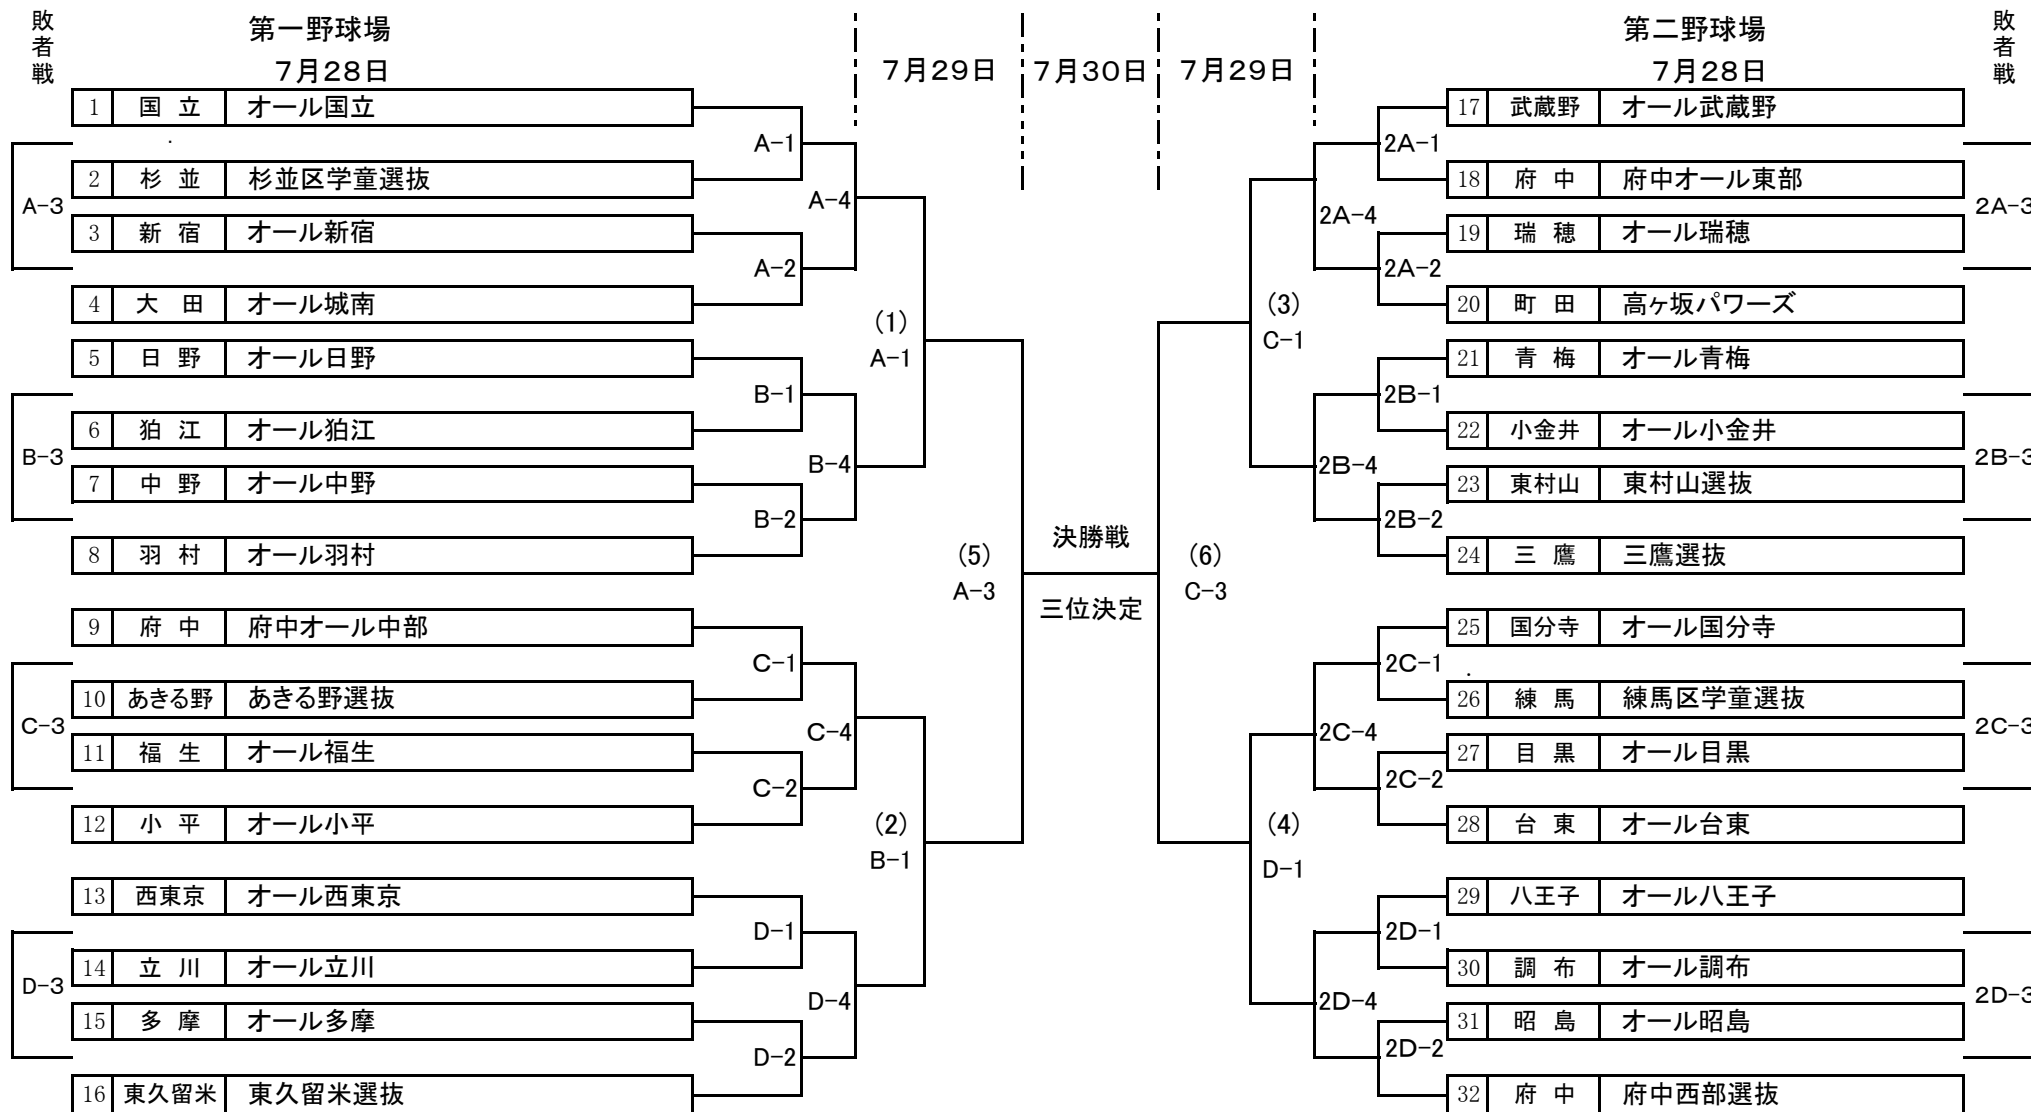 敗者戦
第一野球場
7月28日
7月29日
7月30日
7月29日
第二野球場
7月28日
敗者戦
1 国 立 オール国立
A-1
2 杉 並 杉並区学童選抜
A-3
A-4
3 新 宿 オール新宿
A-2
4 大 田 オール城南
(1)
A-1
5 日 野 オール日野
B-1
6 狛 江 オール狛江
B-3
B-4
7 中 野 オール中野
B-2
8 羽 村 オール羽村
(5)
A-3
9 府 中 府中オール中部
C-1
10 あきる野 あきる野選抜
C-3
C-4
11 福 生 オール福生
C-2
12 小 平 オール小平
(2)
B-1
13 西東京 オール西東京
D-1
14 立 川 オール立川
D-3
D-4
15 多 摩 オール多摩
D-2
16 東久留米 東久留米選抜
決勝戦
三位決定
17 武蔵野 オール武蔵野
2A-1
18 府 中 府中オール東部
2A-3
2A-4
19 瑞 穂 オール瑞穂
2A-2
20 町 田 高ヶ坂パワーズ
(3)
C-1
21 青 梅 オール青梅
2B-1
22 小金井 オール小金井
2B-3
2B-4
23 東村山 東村山選抜
2B-2
24 三 鷹 三鷹選抜
(6)
C-3
25 国分寺 オール国分寺
2C-1
26 練 馬 練馬区学童選抜
2C-3
2C-4
27 目 黒 オール目黒
2C-2
28 台 東 オール台東
(4)
D-1
29 八王子 オール八王子
2D-1
30 調 布 オール調布
2D-3
2D-4
31 昭 島 オール昭島
2D-2
32 府 中 府中西部選抜